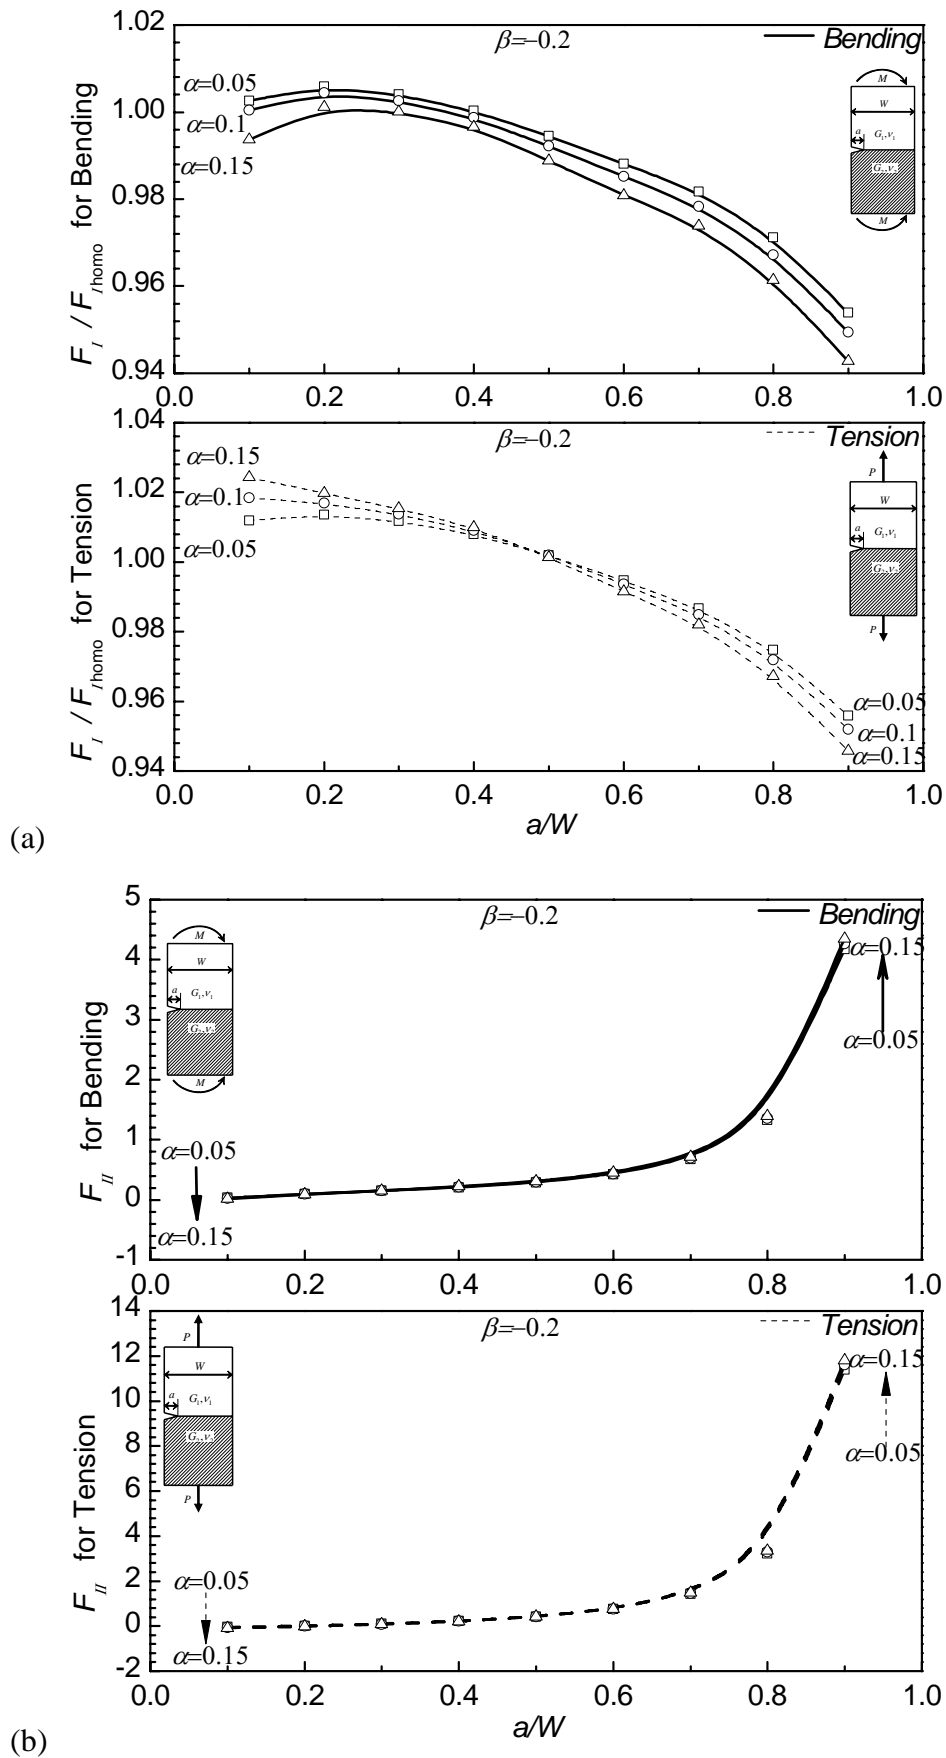 1.02
β=-0.2
Bending
α=0.05
1.00
α=0.1
α=0.15
0.98
0.96
0.94
F_I / F_Ihomo for Bending
M
W
a
G₁,ν₁
M
0.0 0.2 0.4 0.6 0.8 1.0
1.04
β=-0.2
Tension
α=0.15
1.02
α=0.1
α=0.05
1.00
0.98
0.96
0.94
F_I / F_Ihomo for Tension
α=0.05
α=0.1
α=0.15
P
W
a
G₁,ν₁
G₂,ν₂
P
0.0 0.2 0.4 0.6 0.8 1.0
a/W
(a)
5
β=-0.2
Bending
4
3
2
1
0
-1
F_II for Bending
M
W
a
G₁,ν₁
G₂,ν₂
M
α=0.15
α=0.05
α=0.05
α=0.15
0.0 0.2 0.4 0.6 0.8 1.0
14
β=-0.2
Tension
12
10
8
6
4
2
0
-2
F_II for Tension
P
W
a
G₁,ν₁
G₂,ν₂
P
α=0.15
α=0.05
α=0.05
α=0.15
0.0 0.2 0.4 0.6 0.8 1.0
a/W
(b)